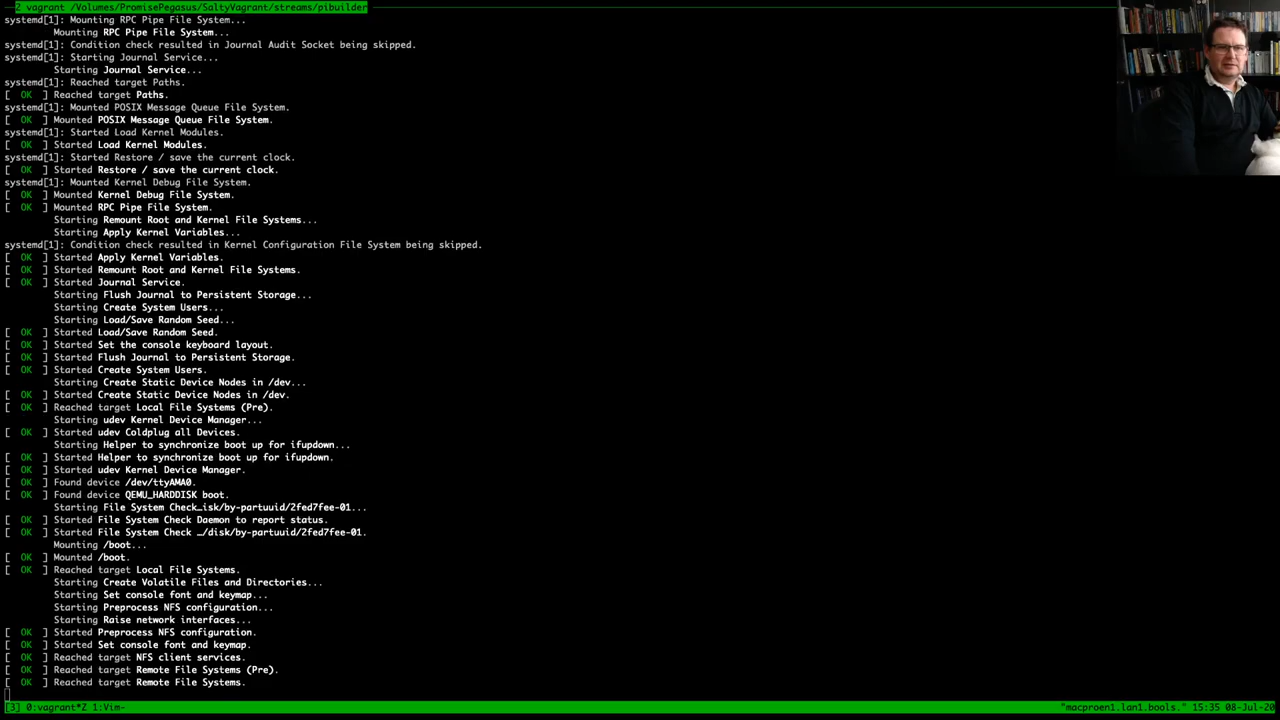 Z vagrant /Volumes/PromisePegasus/SaltyVagrant/streams/pibuilder
systemd[1]: Mounting RPC Pipe File System...
Mounting RPC Pipe File System...
systemd[1]: Condition check resulted in Journal Audit Socket being skipped.
systemd[1]: Starting Journal Service...
Starting Journal Service...
systemd[1]: Reached target Paths.
[ OK ] Reached target Paths.
systemd[1]: Mounted POSIX Message Queue File System.
[ OK ] Mounted POSIX Message Queue File System.
systemd[1]: Started Load Kernel Modules.
[ OK ] Started Load Kernel Modules.
systemd[1]: Started Restore / save the current clock.
[ OK ] Started Restore / save the current clock.
systemd[1]: Mounted Kernel Debug File System.
[ OK ] Mounted Kernel Debug File System.
[ OK ] Mounted RPC Pipe File System.
Starting Remount Root and Kernel File Systems...
Starting Apply Kernel Variables...
systemd[1]: Condition check resulted in Kernel Configuration File System being skipped.
[ OK ] Started Apply Kernel Variables.
[ OK ] Started Remount Root and Kernel File Systems.
[ OK ] Started Journal Service.
Starting Flush Journal to Persistent Storage...
Starting Create System Users...
Starting Load/Save Random Seed...
[ OK ] Started Load/Save Random Seed.
[ OK ] Started Set the console keyboard layout.
[ OK ] Started Flush Journal to Persistent Storage.
[ OK ] Started Create System Users.
Starting Create Static Device Nodes in /dev...
[ OK ] Started Create Static Device Nodes in /dev.
[ OK ] Reached target Local File Systems (Pre).
Starting udev Kernel Device Manager...
[ OK ] Started udev Coldplug all Devices.
Starting Helper to synchronize boot up for ifupdown...
[ OK ] Started Helper to synchronize boot up for ifupdown.
[ OK ] Started udev Kernel Device Manager.
[ OK ] Found device /dev/ttyAMA0.
[ OK ] Found device QEMU_HARDDISK boot.
Starting File System Check…isk/by-partuuid/2fed7fee-01...
[ OK ] Started File System Check Daemon to report status.
[ OK ] Started File System Check …/disk/by-partuuid/2fed7fee-01.
Mounting /boot...
[ OK ] Mounted /boot.
[ OK ] Reached target Local File Systems.
Starting Create Volatile Files and Directories...
Starting Set console font and keymap...
Starting Preprocess NFS configuration...
Starting Raise network interfaces...
[ OK ] Started Preprocess NFS configuration.
[ OK ] Started Set console font and keymap.
[ OK ] Reached target NFS client services.
[ OK ] Reached target Remote File Systems (Pre).
[ OK ] Reached target Remote File Systems.
[3] 0:vagrant*Z 1:Vim- "macproen1.lan1.bools." 15:35 08-Jul-20